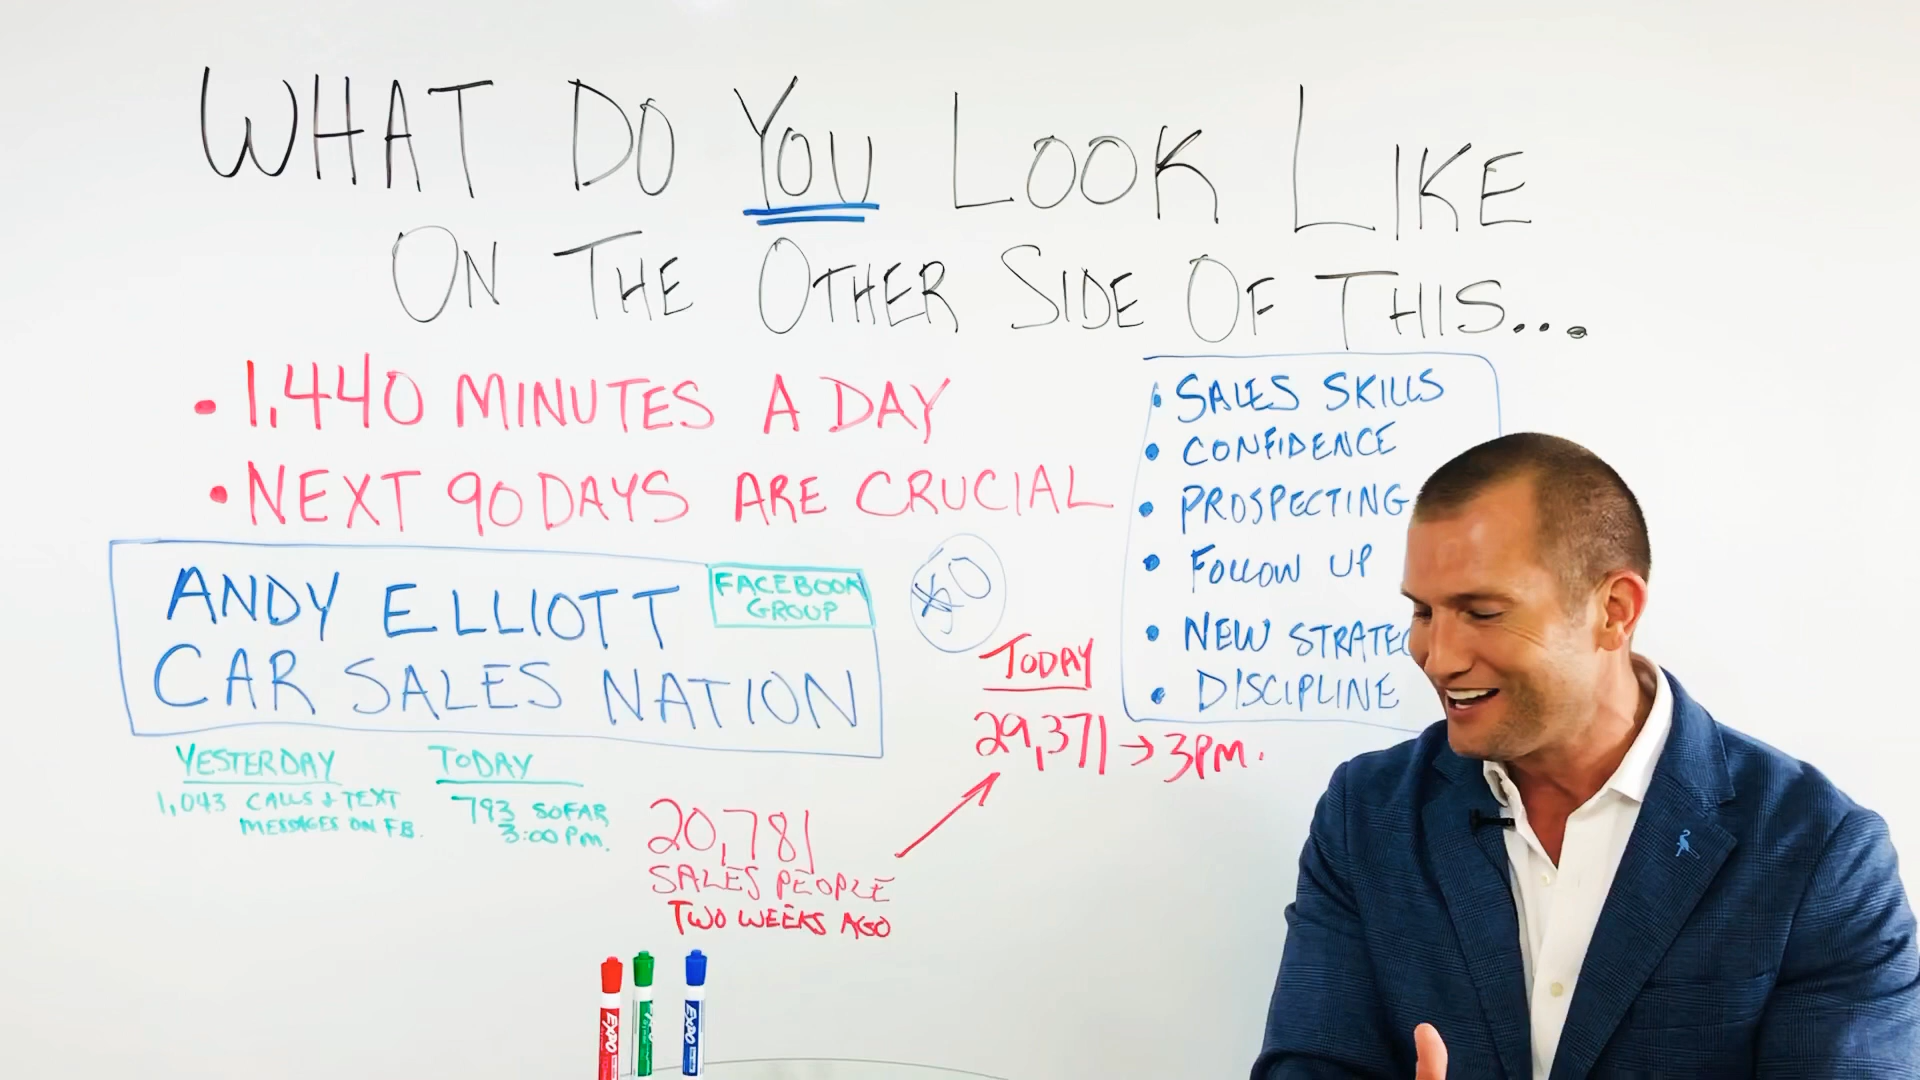 WHAT DO YOU LOOK LIKE
ON THE OTHER SIDE OF THIS...
• 1,440 MINUTES A DAY
• NEXT 90 DAYS ARE CRUCIAL
• SALES SKILLS
• CONFIDENCE
• PROSPECTING
• FOLLOW UP
• NEW STRATEG
• DISCIPLINE
ANDY ELLIOTT
CAR SALES NATION
FACEBOOK
GROUP
$0
YESTERDAY
1,043 CALLS & TEXT
MESSAGES ON FB.
TODAY
793 SO FAR
3:00 PM.
20,781
SALES PEOPLE
TWO WEEKS AGO
TODAY
29,371 → 3PM.
EXPO
EXPO